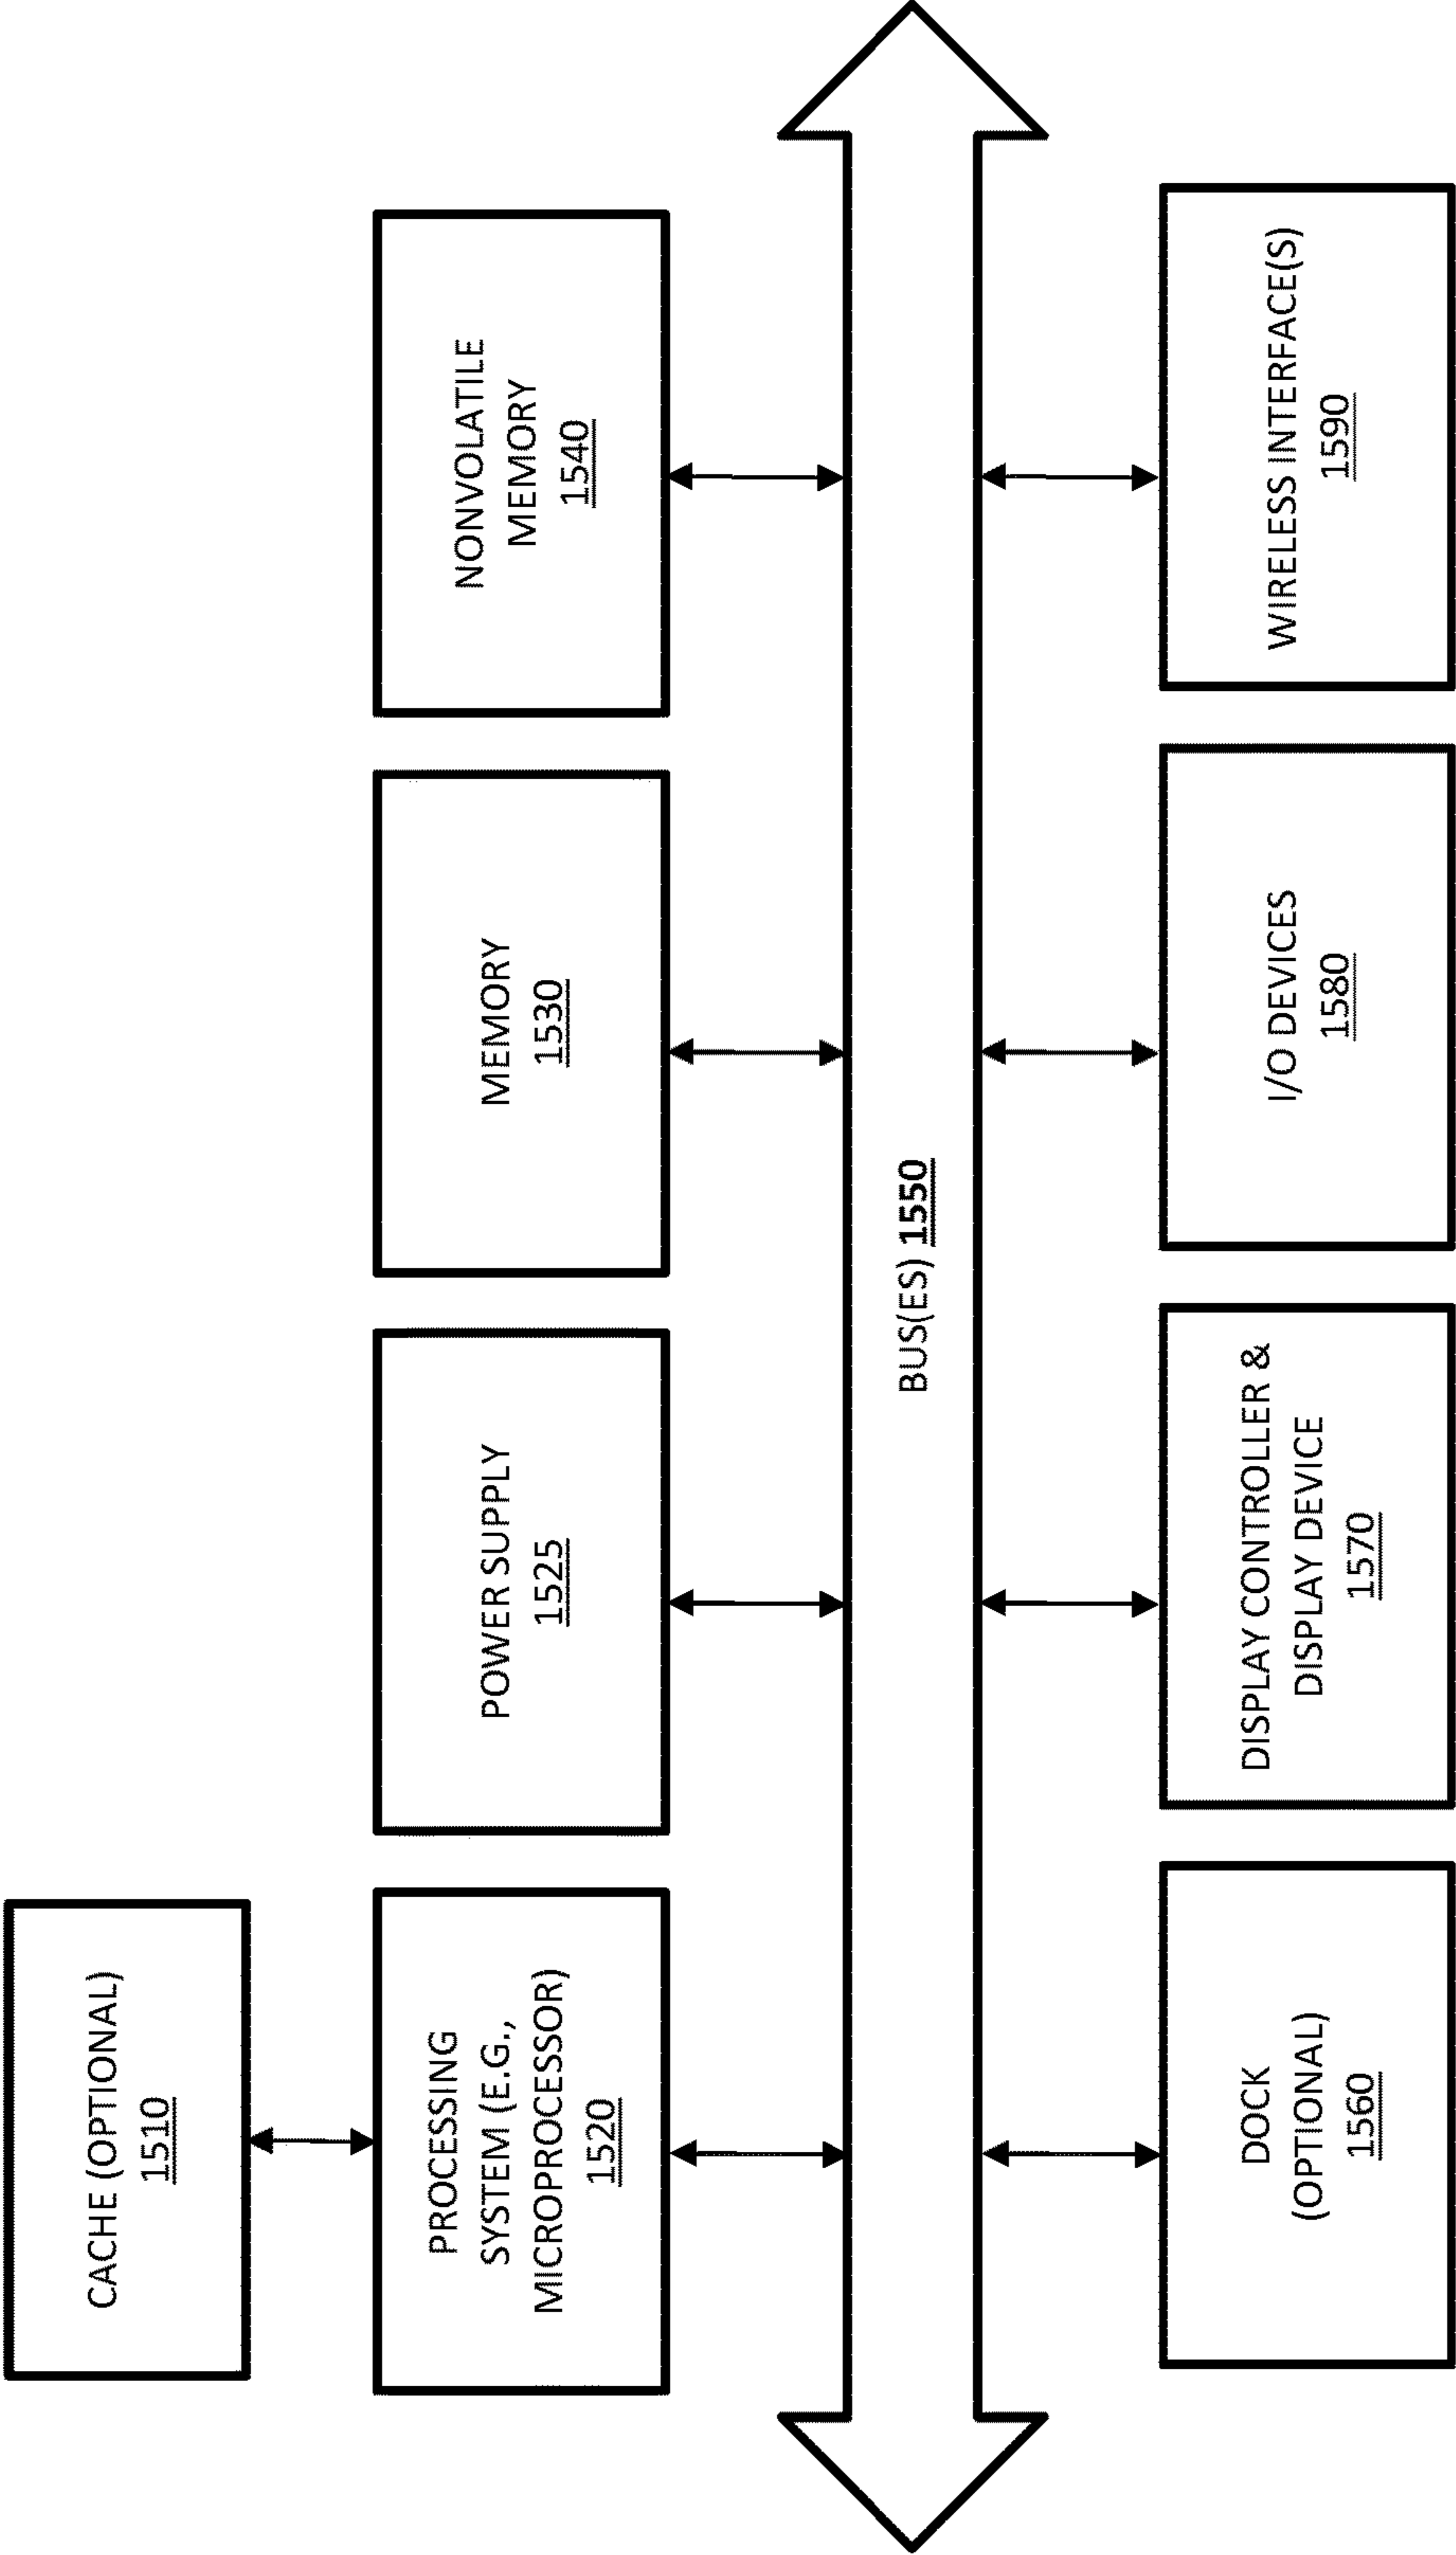 CACHE (OPTIONAL)
1510
PROCESSING
SYSTEM (E.G.,
MICROPROCESSOR)
1520
POWER SUPPLY
1525
MEMORY
1530
NONVOLATILE
MEMORY
1540
BUS(ES) 1550
DOCK
(OPTIONAL)
1560
DISPLAY CONTROLLER &
DISPLAY DEVICE
1570
I/O DEVICES
1580
WIRELESS INTERFACE(S)
1590